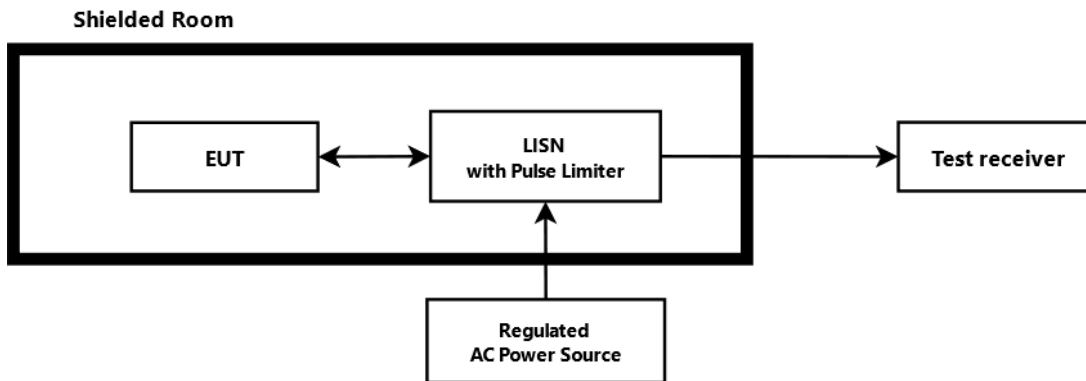 Shielded Room
EUT
LISN
with Pulse Limiter
Test receiver
Regulated
AC Power Source